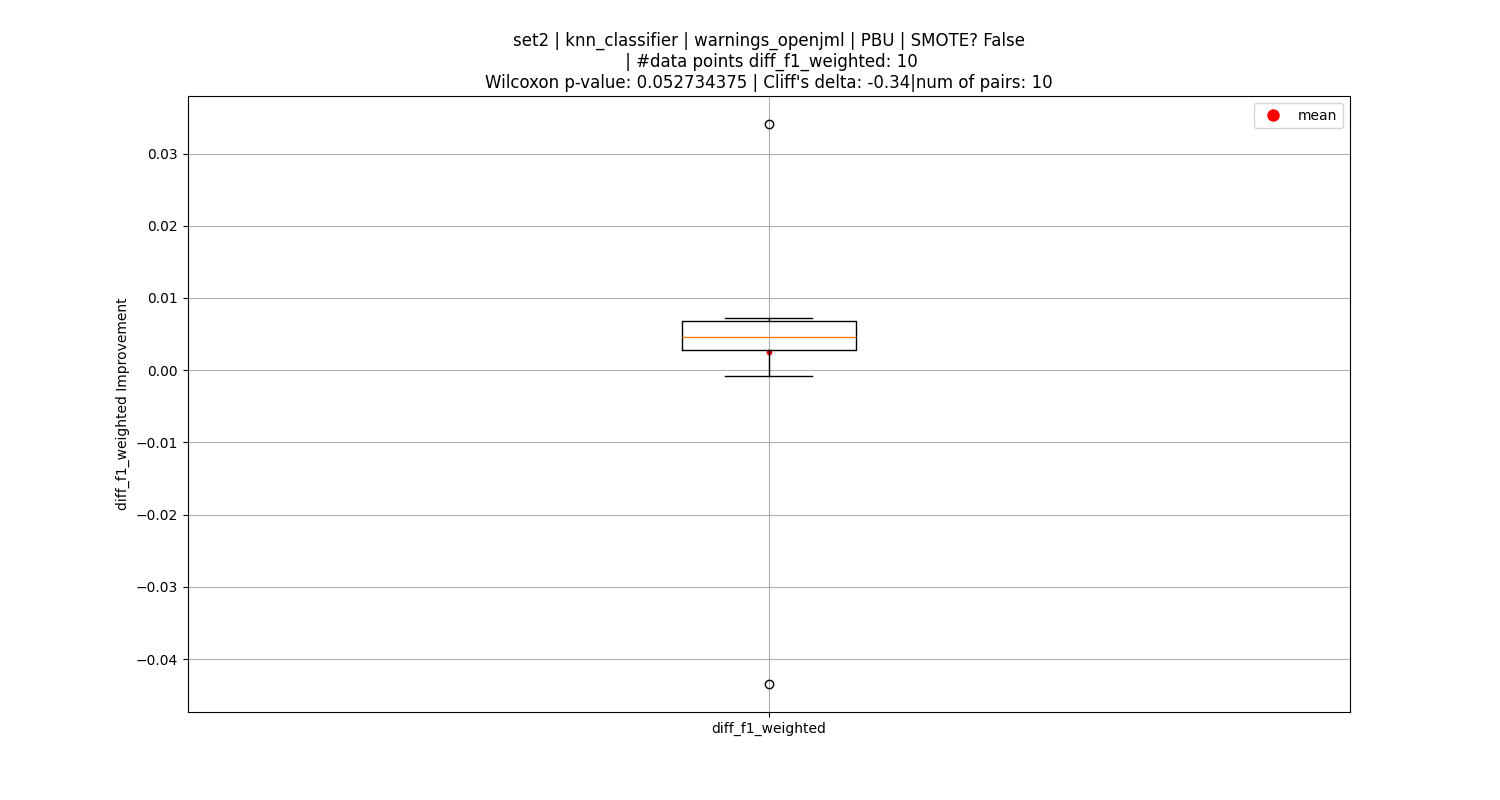 set2 | knn_classifier | warnings_openjml | PBU | SMOTE? False
| #data points diff_f1_weighted: 10
Wilcoxon p-value: 0.052734375 | Cliff's delta: -0.34|num of pairs: 10
mean
0.03
0.02
0.01
0.00
−0.01
−0.02
−0.03
−0.04
diff_f1_weighted Improvement
diff_f1_weighted